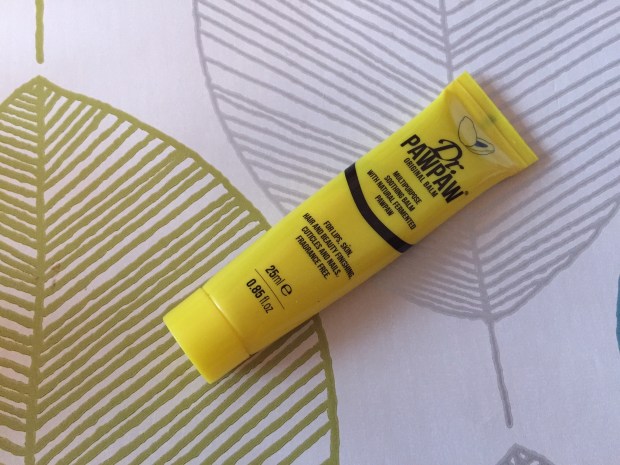 Dr.
PAWPAW
ORIGINAL BALM
MULTIPURPOSE
SOOTHING BALM
WITH NATURAL FERMENTED
PAWPAW
FOR LIPS, SKIN,
HAIR AND BEAUTY FINISHING,
CUTICLES AND NAILS.
FRAGRANCE FREE.
25ml e
0.85 fl.oz